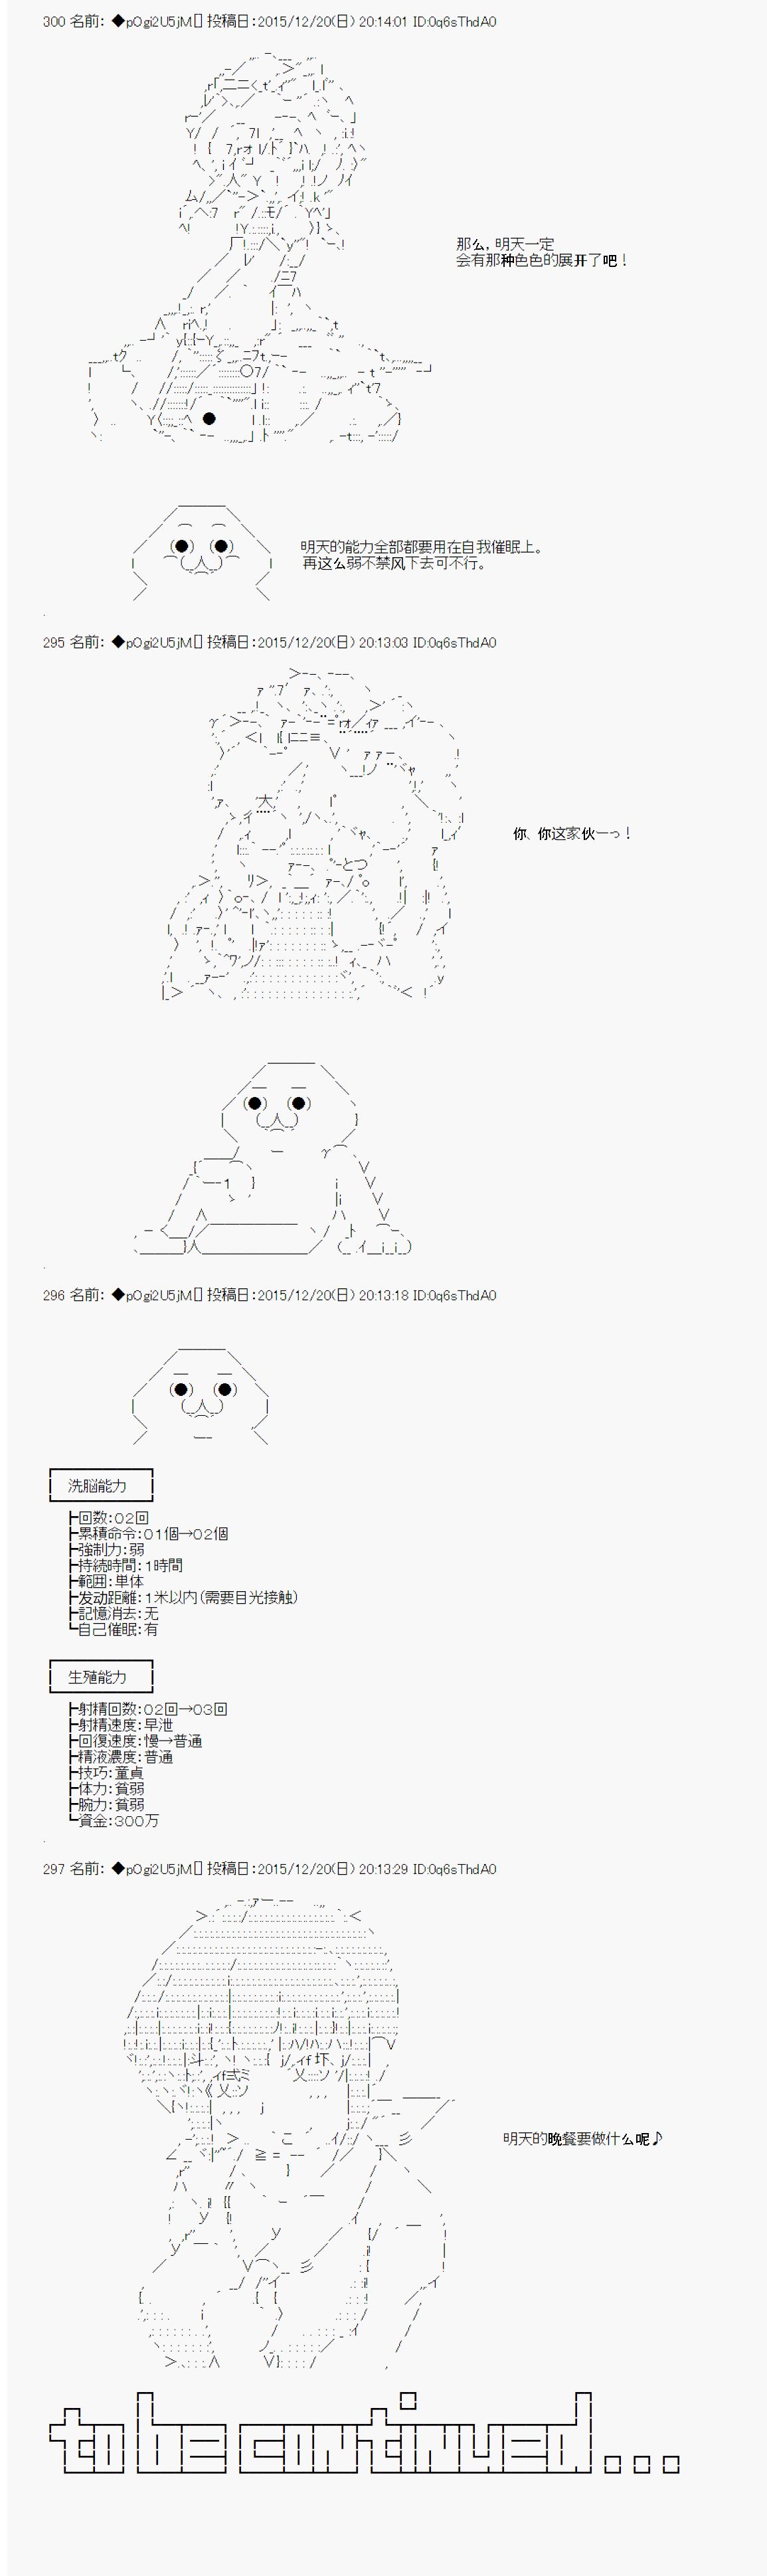 300 名前： ◆pOgi2U5jM[] 投稿日：2015/12/20(日) 20:14:01 ID:0q6sThdA0
那么，明天一定
会有那种色色的展开了吧！
明天的能力全部都要用在自我催眠上。
再这么弱不禁风下去可不行。
295 名前： ◆pOgi2U5jM[] 投稿日：2015/12/20(日) 20:13:03 ID:0q6sThdA0
你、你这家伙ーっ！
296 名前： ◆pOgi2U5jM[] 投稿日：2015/12/20(日) 20:13:18 ID:0q6sThdA0
洗脳能力
┣回数：０２回
┣累積命令：０１個→０２個
┣強制力：弱
┣持続時間：１時間
┣範囲：単体
┣发动距離：１米以内（需要目光接触）
┣記憶消去：无
┗自己催眠：有
生殖能力
┣射精回数：０２回→０３回
┣射精速度：早泄
┣回復速度：慢→普通
┣精液濃度：普通
┣技巧：童貞
┣体力：貧弱
┣腕力：貧弱
┗資金：３００万
297 名前： ◆pOgi2U5jM[] 投稿日：2015/12/20(日) 20:13:29 ID:0q6sThdA0
明天的晚餐要做什么呢♪